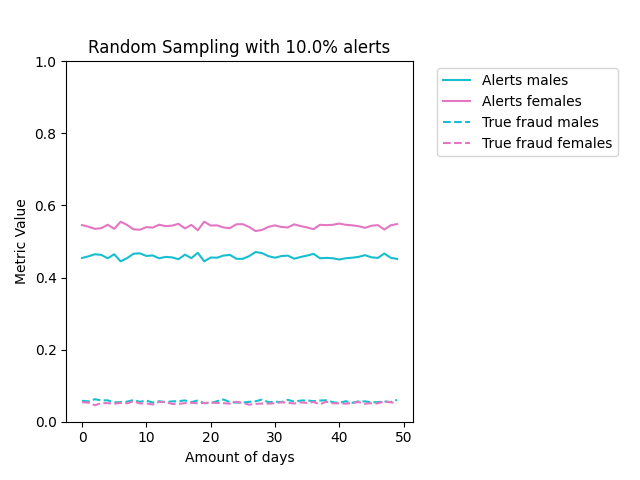 Random Sampling with 10.0% alerts
1.0
0.8
0.6
0.4
0.2
0.0
Metric Value
0
10
20
30
40
50
Amount of days
Alerts males
Alerts females
True fraud males
True fraud females